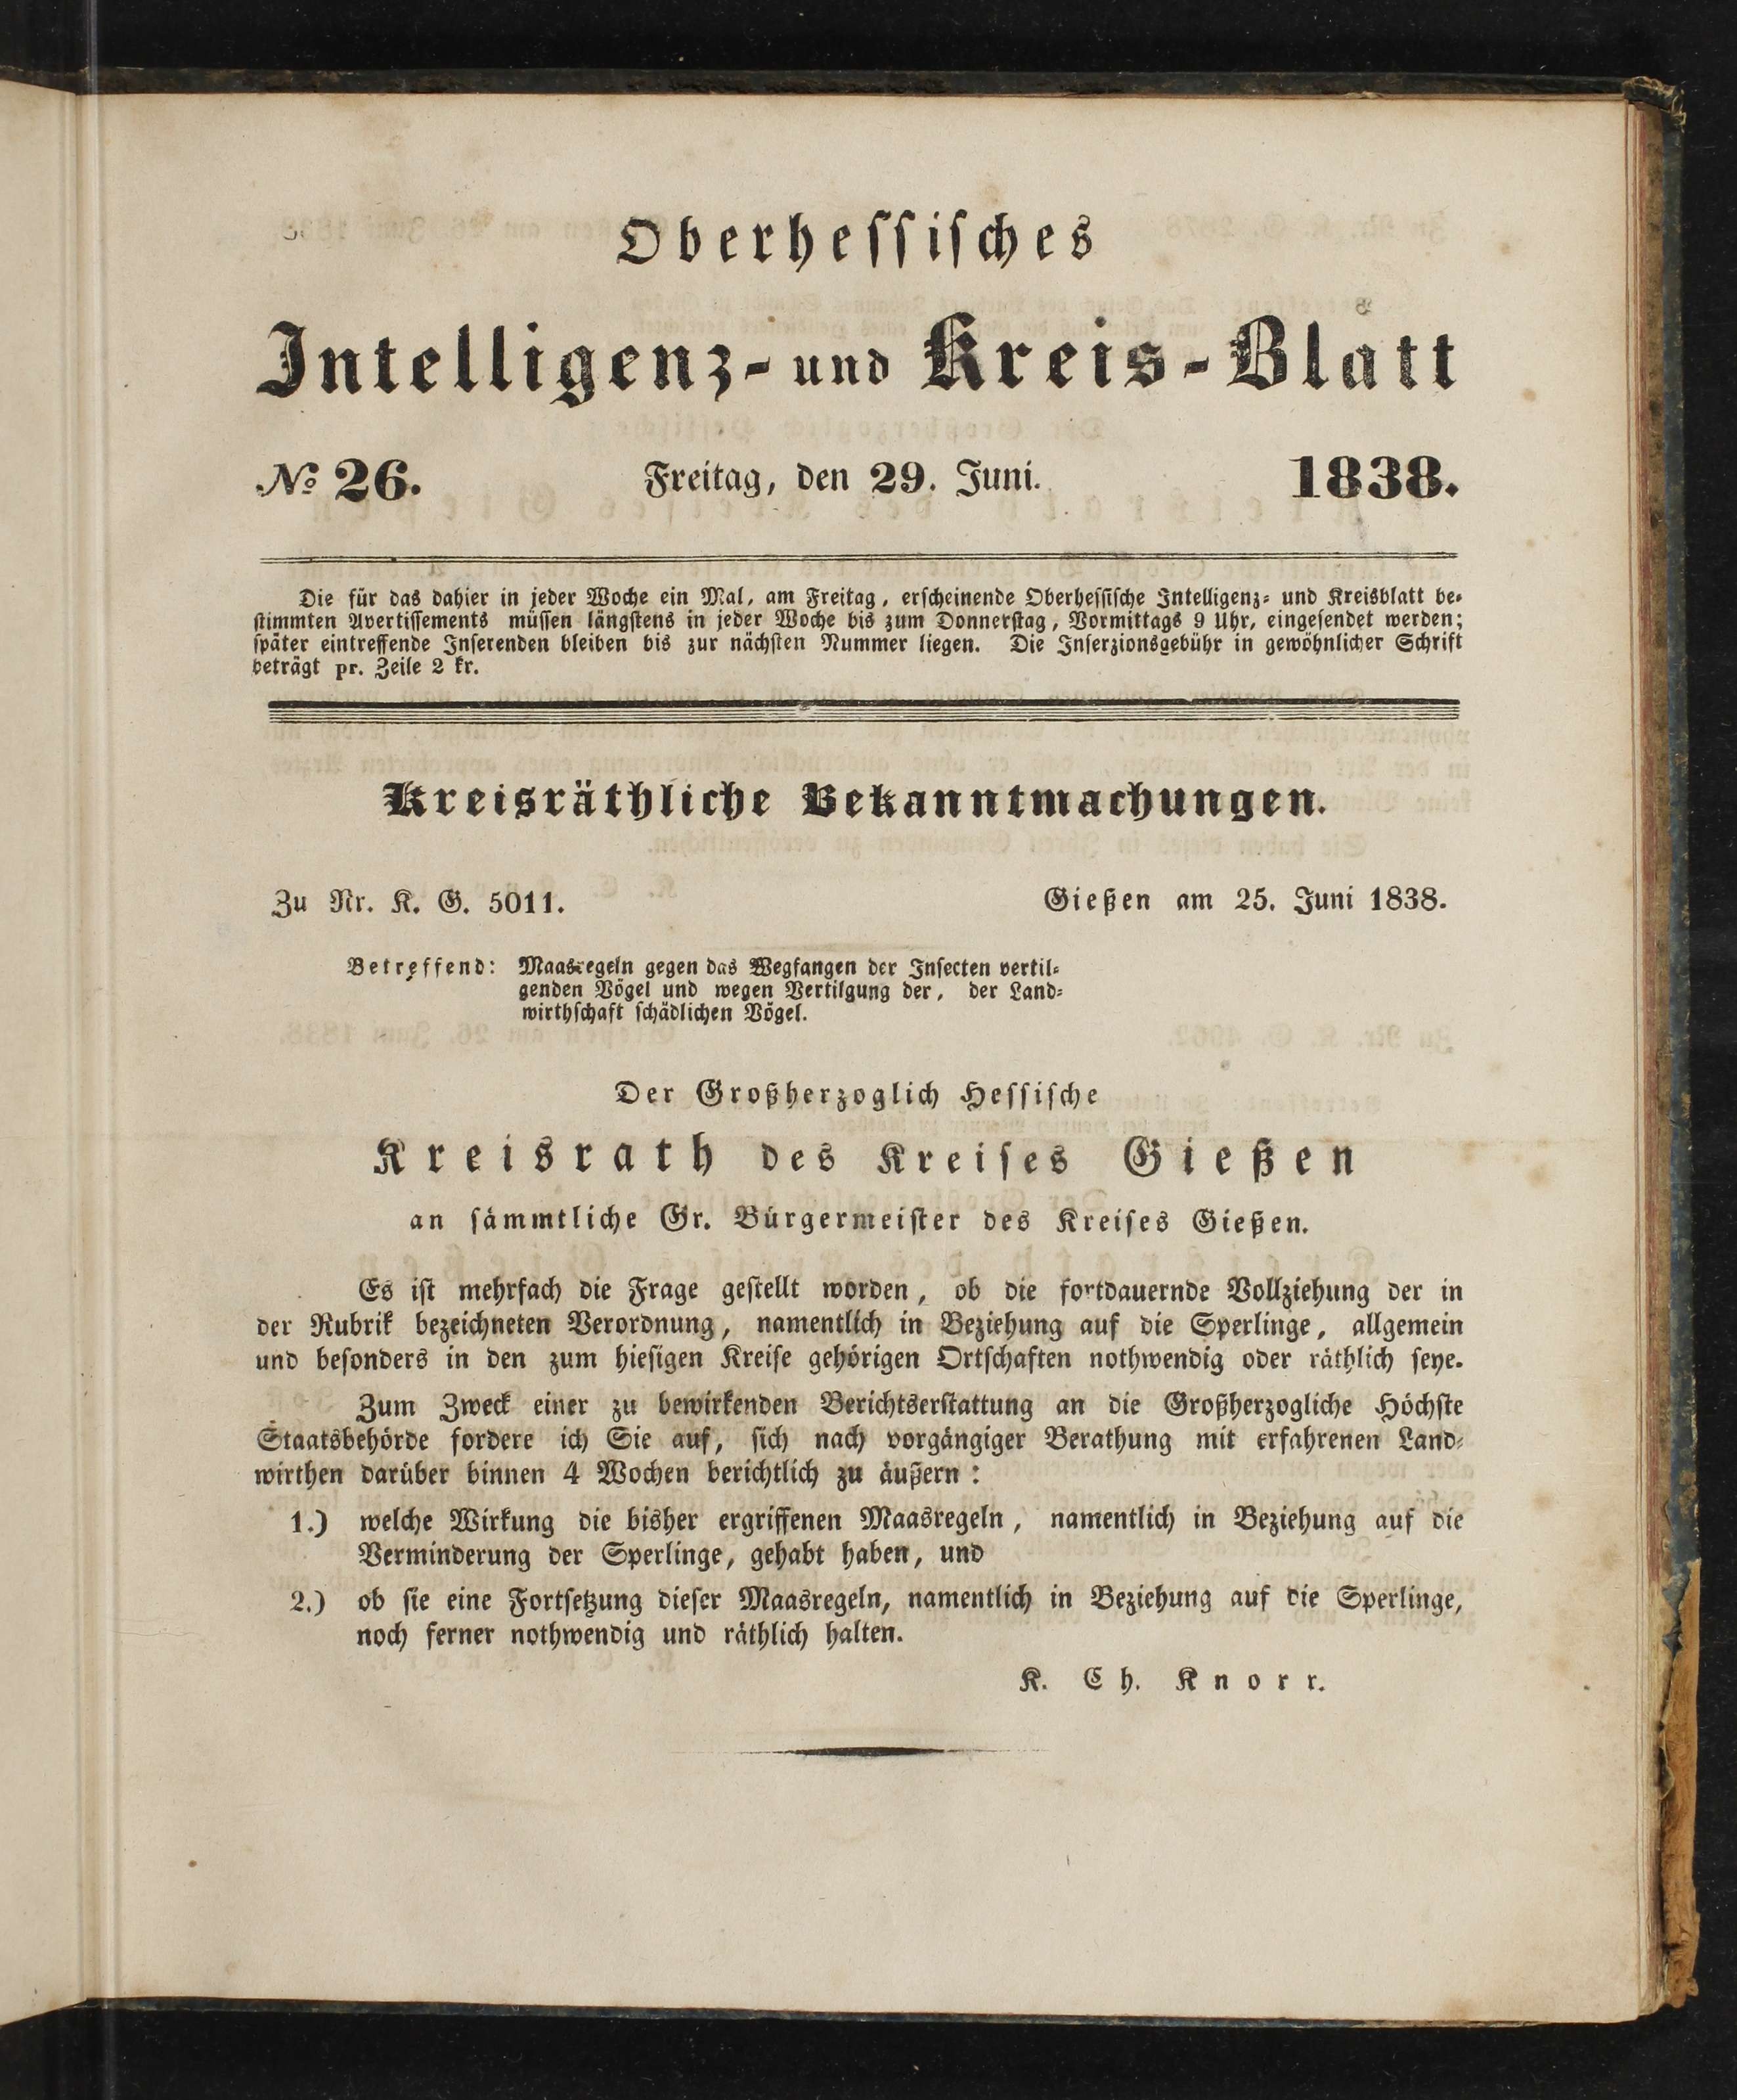 Oberhessisches
Intelligenz- und Kreis-Blatt
№ 26. Freitag, den 29. Juni. 1838.
Die für das dahier in jeder Woche ein Mal, am Freitag, erscheinende Oberhessische Intelligenz- und Kreisblatt be-
stimmten Avertissements müssen längstens in jeder Woche bis zum Donnerstag, Vormittags 9 Uhr, eingesendet werden;
später eintreffende Inserenden bleiben bis zur nächsten Nummer liegen. Die Inserzionsgebühr in gewöhnlicher Schrift
beträgt pr. Zeile 2 kr.
Kreisräthliche Bekanntmachungen.
Zu Nr. K. G. 5011. Gießen am 25. Juni 1838.
Betreffend: Maasregeln gegen das Wegfangen der Insecten vertil-
genden Vögel und wegen Vertilgung der, der Land-
wirthschaft schädlichen Vögel.
Der Großherzoglich Hessische
Kreisrath des Kreises Gießen
an sämmtliche Gr. Bürgermeister des Kreises Gießen.
Es ist mehrfach die Frage gestellt worden, ob die fortdauernde Vollziehung der in
der Rubrik bezeichneten Verordnung, namentlich in Beziehung auf die Sperlinge, allgemein
und besonders in den zum hiesigen Kreise gehörigen Ortschaften nothwendig oder räthlich seye.
Zum Zweck einer zu bewirkenden Berichtserstattung an die Großherzogliche Höchste
Staatsbehörde fordere ich Sie auf, sich nach vorgängiger Berathung mit erfahrenen Land-
wirthen darüber binnen 4 Wochen berichtlich zu äußern:
1.) welche Wirkung die bisher ergriffenen Maasregeln, namentlich in Beziehung auf die
Verminderung der Sperlinge, gehabt haben, und
2.) ob sie eine Fortsetzung dieser Maasregeln, namentlich in Beziehung auf die Sperlinge,
noch ferner nothwendig und räthlich halten.
K. Ch. Knorr.